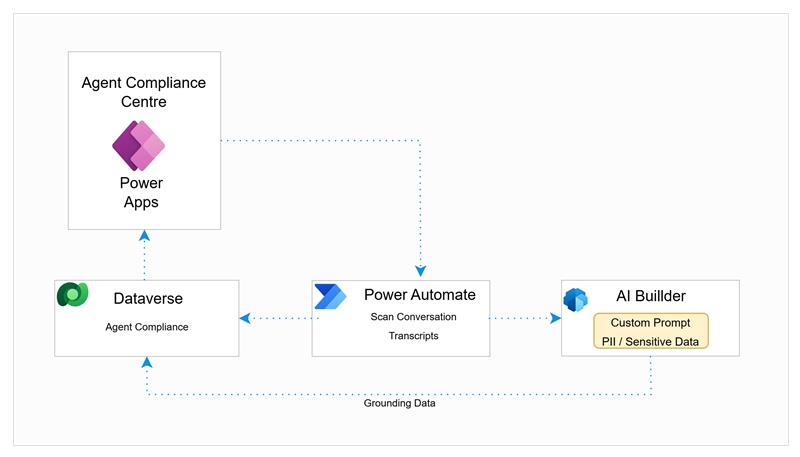 Agent Compliance
Centre
Power
Apps
Dataverse
Agent Compliance
Power Automate
Scan Conversation
Transcripts
AI Buillder
Custom Prompt
PII / Sensitive Data
Grounding Data